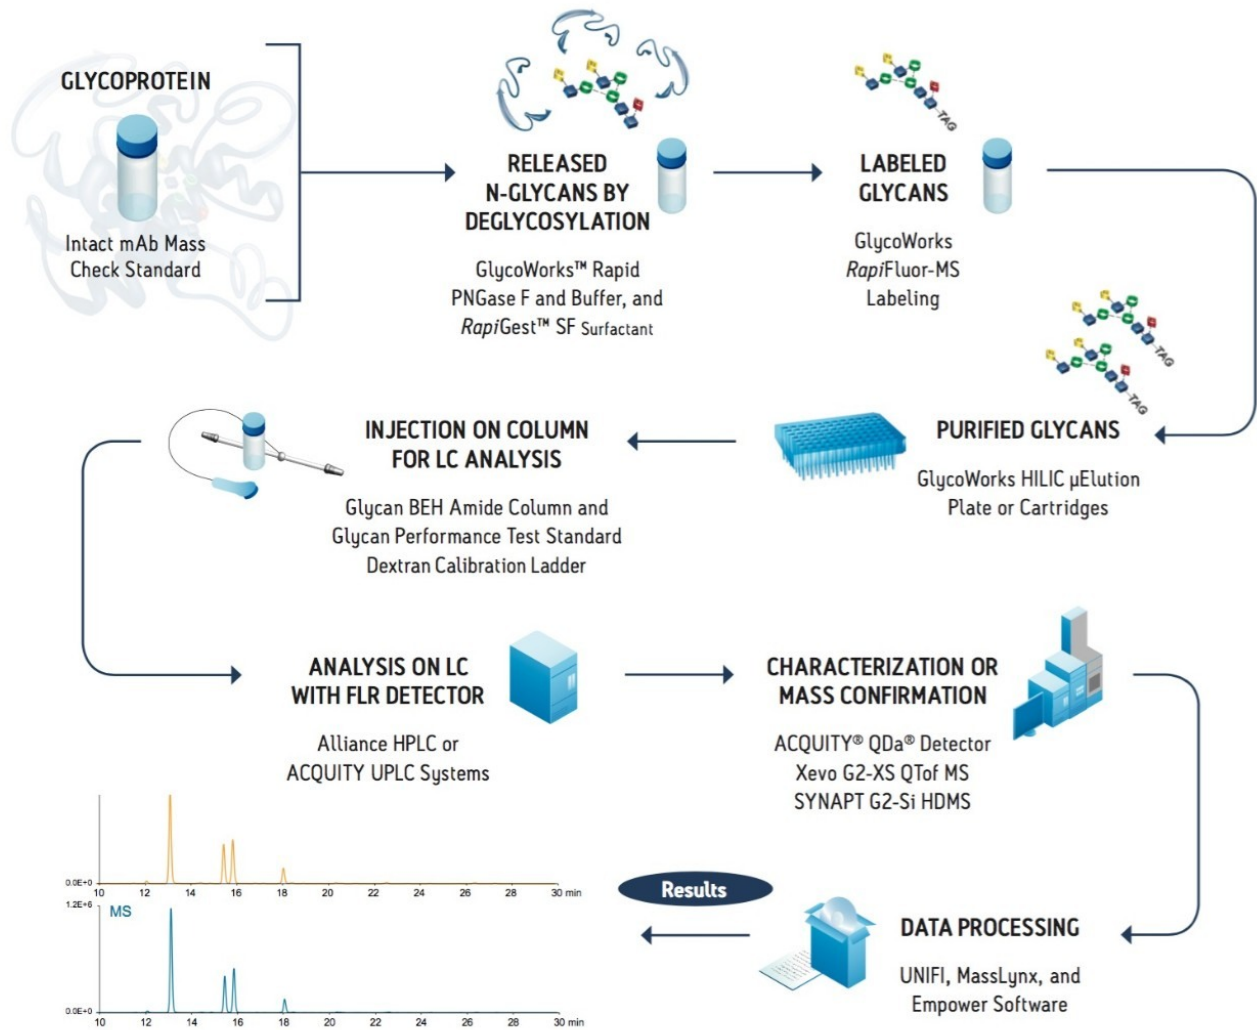 GLYCOPROTEIN
Intact mAb Mass
Check Standard
RELEASED
N-GLYCANS BY
DEGLYCOSYLATION
GlycoWorks™ Rapid
PNGase F and Buffer, and
RapiGest™ SF Surfactant
TAG
LABELED
GLYCANS
GlycoWorks
RapiFluor-MS
Labeling
TAG
TAG
PURIFIED GLYCANS
GlycoWorks HILIC µElution
Plate or Cartridges
INJECTION ON COLUMN
FOR LC ANALYSIS
Glycan BEH Amide Column and
Glycan Performance Test Standard
Dextran Calibration Ladder
ANALYSIS ON LC
WITH FLR DETECTOR
Alliance HPLC or
ACQUITY UPLC Systems
CHARACTERIZATION OR
MASS CONFIRMATION
ACQUITY® QDa® Detector
Xevo G2-XS QTof MS
SYNAPT G2-Si HDMS
DATA PROCESSING
UNIFI, MassLynx, and
Empower Software
Results
0.0E+0
10 12 14 16 18 20 22 24 26 28 30 min
1.2E+6
MS
0.0E+0
10 12 14 16 18 20 22 24 26 28 30 min